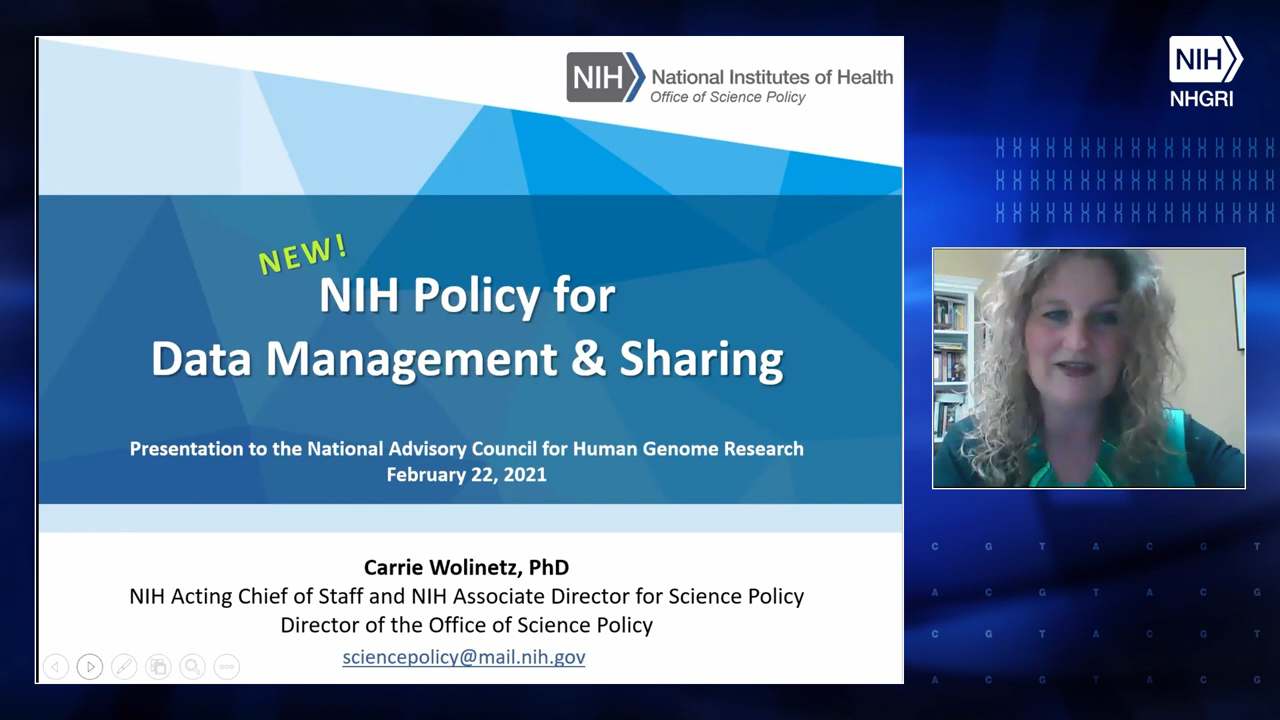 NIH
National Institutes of Health
Office of Science Policy
NEW!
NIH Policy for
Data Management & Sharing
Presentation to the National Advisory Council for Human Genome Research
February 22, 2021
Carrie Wolinetz, PhD
NIH Acting Chief of Staff and NIH Associate Director for Science Policy
Director of the Office of Science Policy
sciencepolicy@mail.nih.gov
NIH
NHGRI
C G T A C G T
A C G T A C G
C G T A C G T
A C G T A C G